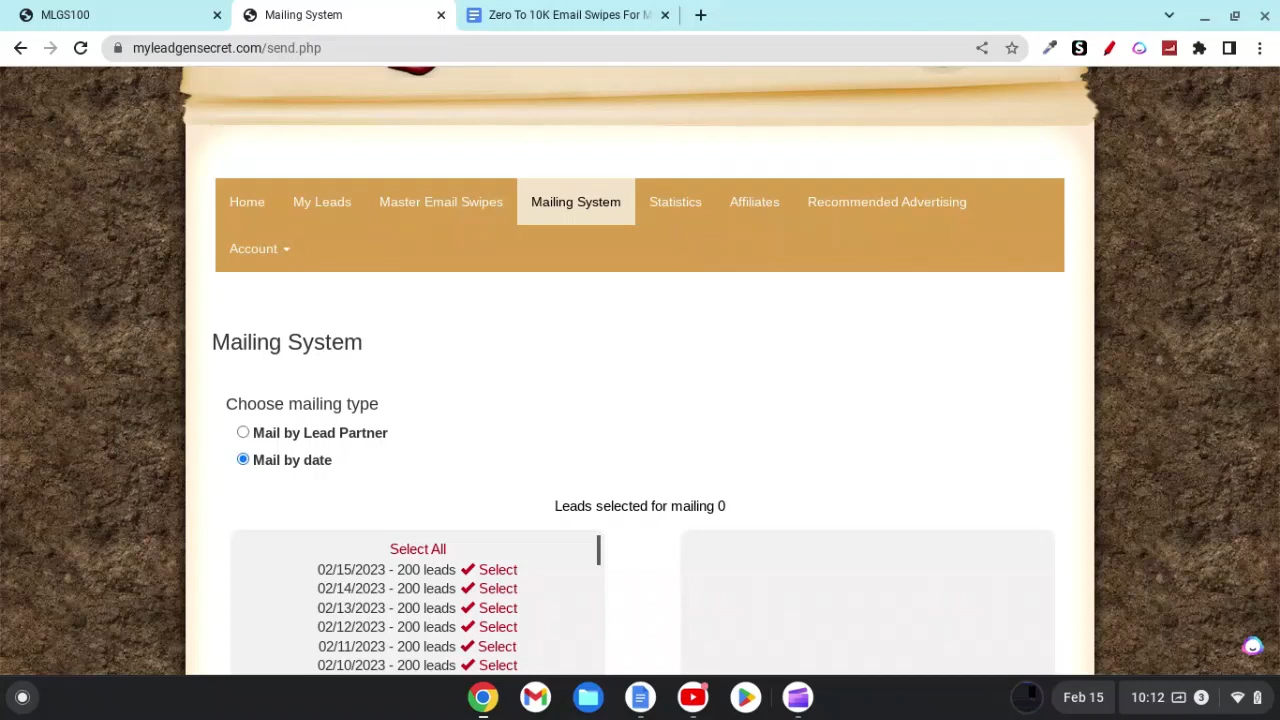 MLGS100
Mailing System
Zero To 10K Email Swipes For M
myleadgensecret.com/send.php
Home
My Leads
Master Email Swipes
Mailing System
Statistics
Affiliates
Recommended Advertising
Account
Mailing System
Choose mailing type
Mail by Lead Partner
Mail by date
Leads selected for mailing 0
Select All
02/15/2023 - 200 leads Select
02/14/2023 - 200 leads Select
02/13/2023 - 200 leads Select
02/12/2023 - 200 leads Select
02/11/2023 - 200 leads Select
02/10/2023 - 200 leads Select
Feb 15
10:12
3